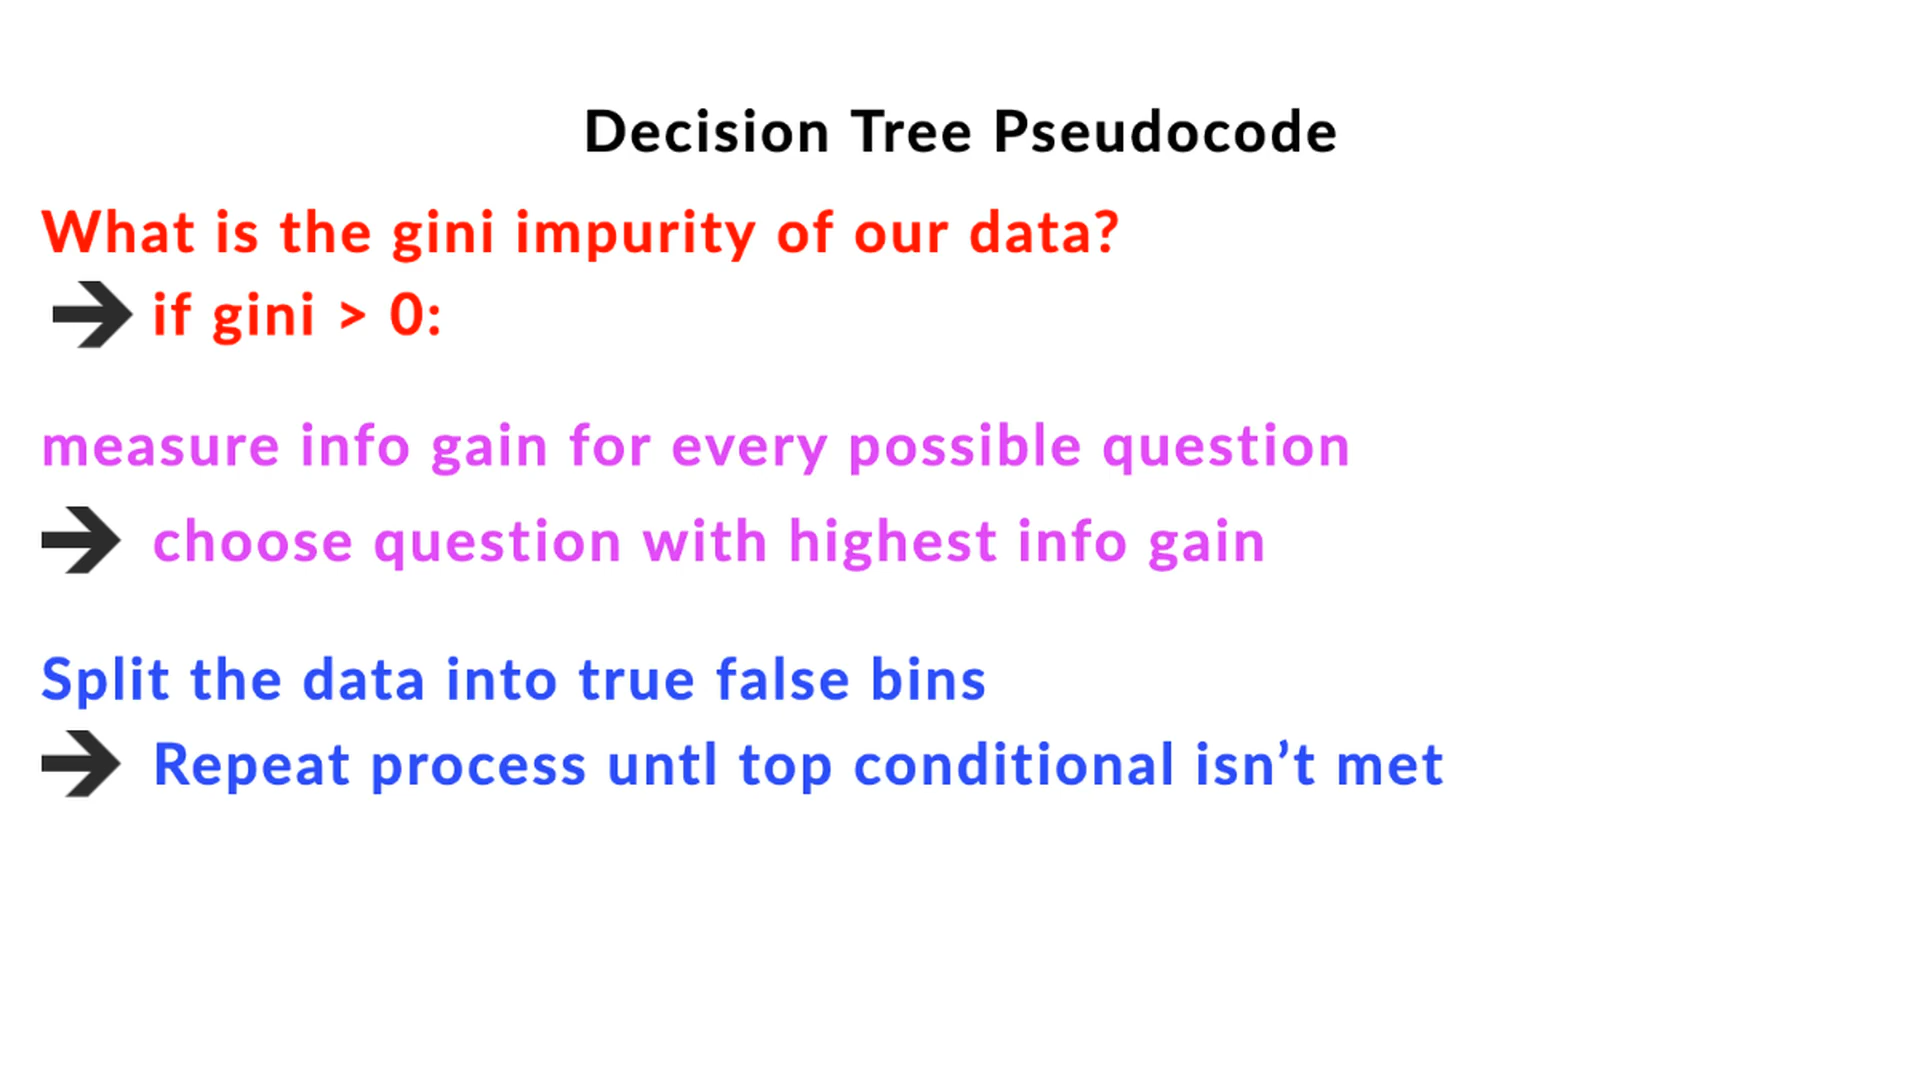 Decision Tree Pseudocode
What is the gini impurity of our data?
if gini > 0:
measure info gain for every possible question
choose question with highest info gain
Split the data into true false bins
Repeat process untl top conditional isn’t met